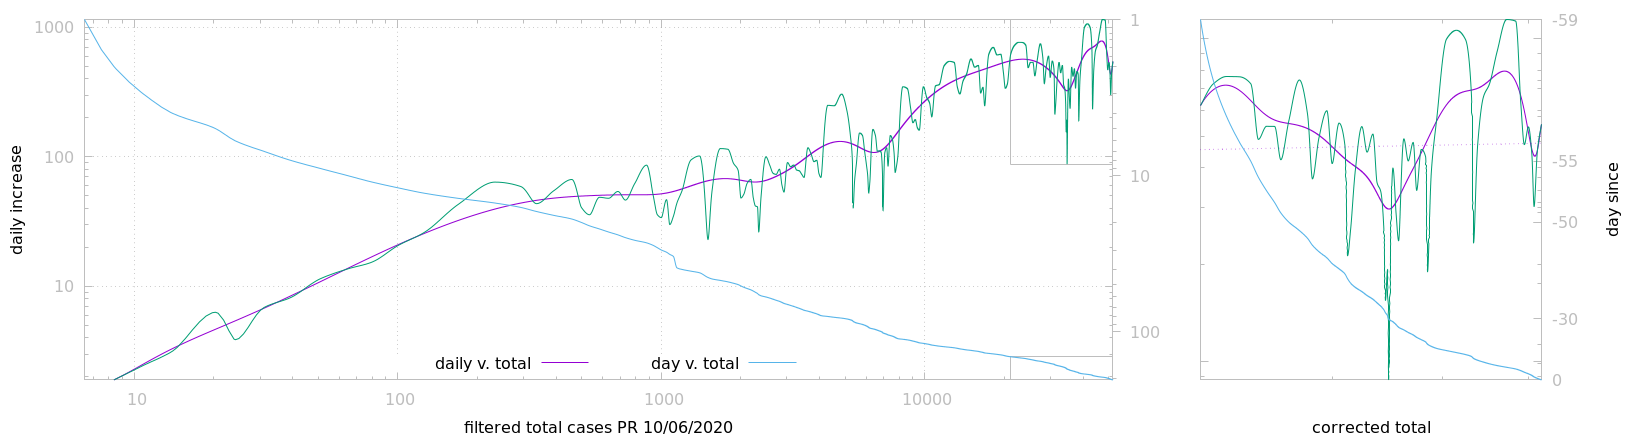 1000
100
10
daily increase
10
100
1000
10000
filtered total cases PR 10/06/2020
daily v. total
day v. total
1
10
100
-59
-55
-50
-30
0
day since
corrected total